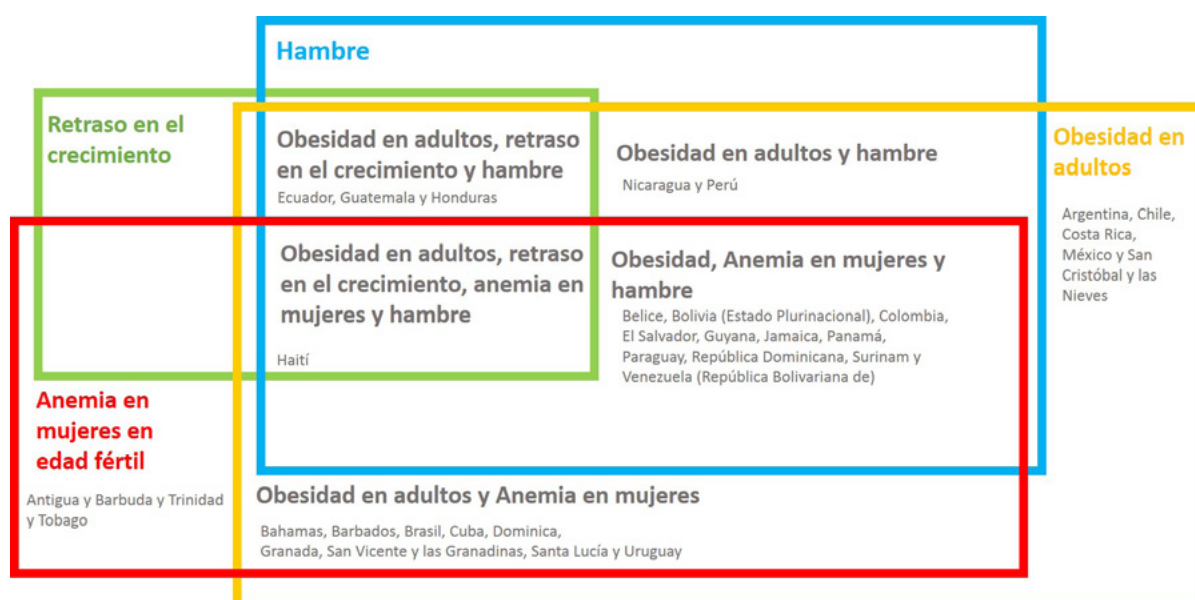 Hambre
Retraso en el
crecimiento
Obesidad en adultos, retraso
en el crecimiento y hambre
Ecuador, Guatemala y Honduras
Obesidad en adultos y hambre
Nicaragua y Perú
Obesidad en
adultos
Argentina, Chile,
Costa Rica,
México y San
Cristóbal y las
Nieves
Obesidad en adultos, retraso
en el crecimiento, anemia en
mujeres y hambre
Haití
Obesidad, Anemia en mujeres y
hambre
Belice, Bolivia (Estado Plurinacional), Colombia,
El Salvador, Guyana, Jamaica, Panamá,
Paraguay, República Dominicana, Surinam y
Venezuela (República Bolivariana de)
Anemia en
mujeres en
edad fértil
Antigua y Barbuda y Trinidad
y Tobago
Obesidad en adultos y Anemia en mujeres
Bahamas, Barbados, Brasil, Cuba, Dominica,
Granada, San Vicente y las Granadinas, Santa Lucía y Uruguay